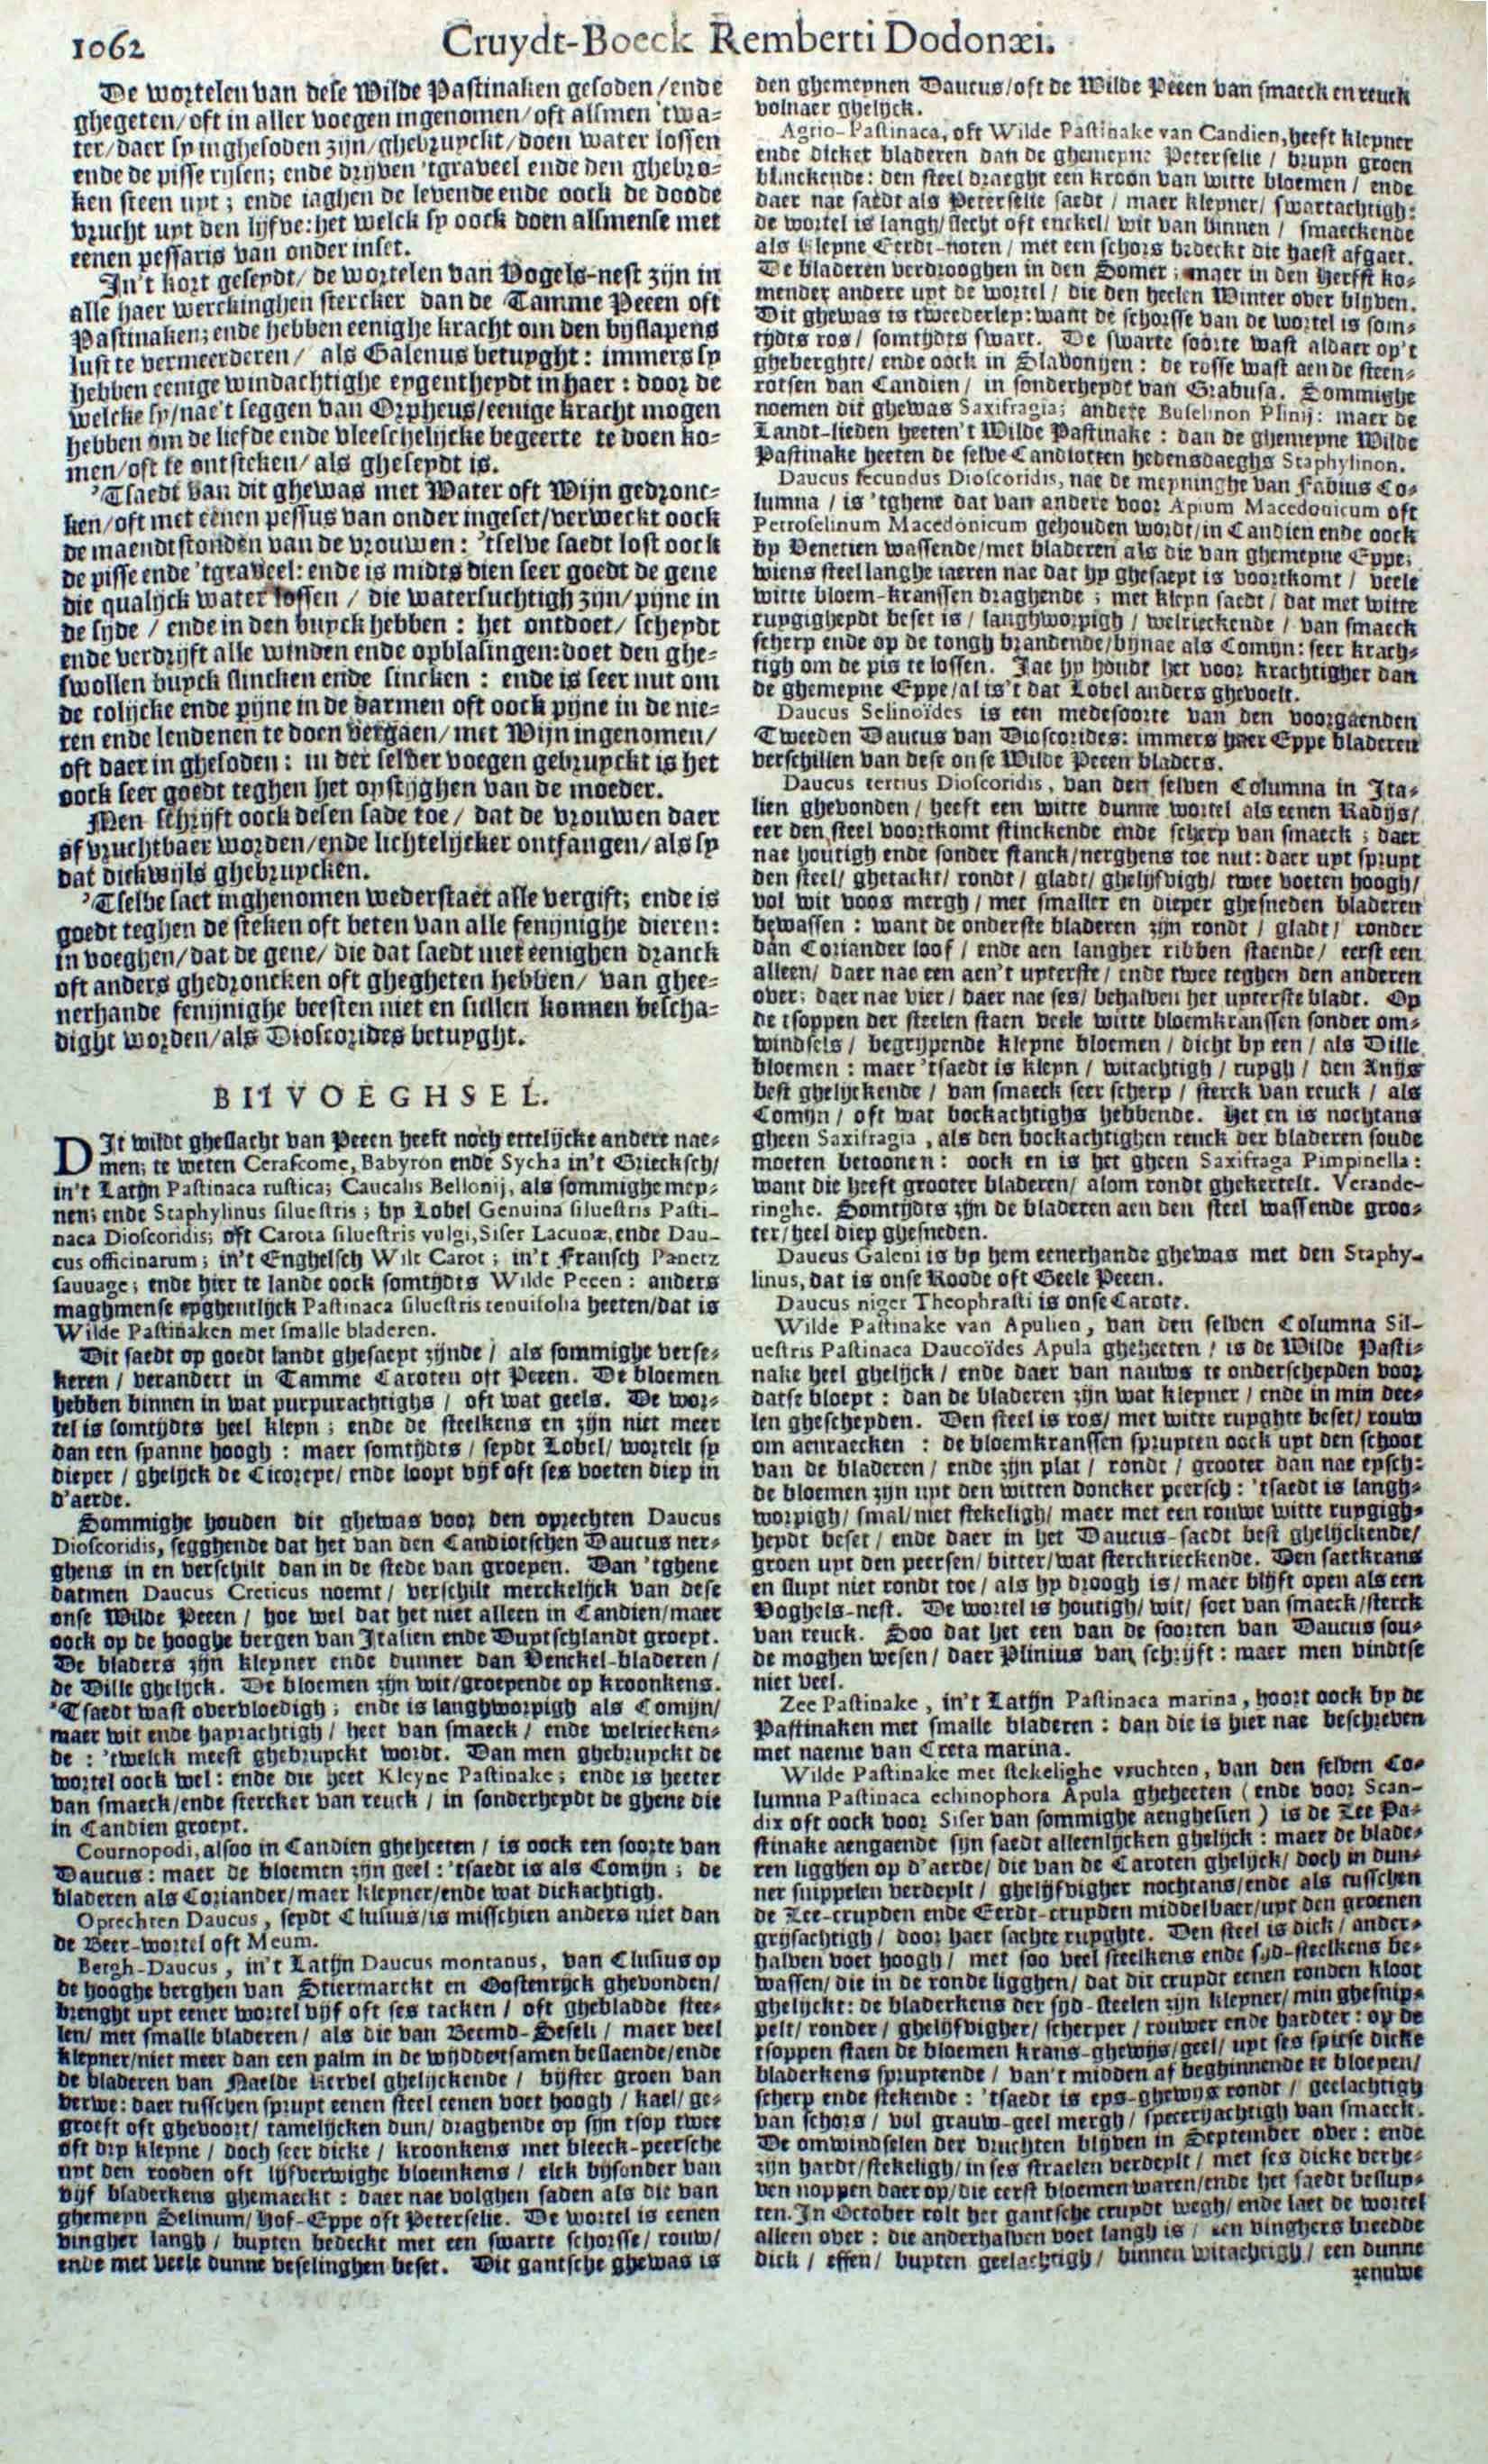 1062
Cruydt-Boeck Remberti Dodonæi.
De wortelen van dese Wilde Pastinaken gesoden / ende
ghegeten / oft in aller voegen ingenomen / oft alsmen 'twa-
ter / daer sy inghesoden zijn / ghebruyckt / doen water lossen
ende de pisse rijsen; ende drijven 'tgraveel ende den ghebro-
ken steen uyt; ende iaghen de levende ende oock de doode
vrucht uyt den lijfve: het welck sy oock doen alsmense met
eenen pessaris van onder inset.
In't kort geseydt / de wortelen van Vogels-nest zijn in
alle haer werckinghen stercker dan de Tamme Peeen oft
Pastinaken; ende hebben eenighe kracht om den byslapens
lust te vermeerderen / als Galenus betuyght: immers sy
hebben eenige windachtighe eygentheydt in haer: door de
welcke sy / nae't seggen van Orpheus / eenige kracht mogen
hebben om de liefde ende vleeschelijcke begeerte te doen ko-
men / oft te ontsteken / als gheseydt is.
'Tsaedt van dit ghewas met Water oft Wijn gedronc-
ken / oft met eenen pessus van onder ingeset / verweckt oock
de maendtstonden van de vrouwen: 'tselve saedt lost oock
de pisse ende 'tgraveel: ende is midts dien seer goedt de gene
die qualijck water lossen / die watersuchtigh zijn / pijne in
de sijde / ende in den buyck hebben: het ontdoet / scheydt
ende verdrijft alle winden ende opblasingen: doet den ghe-
swollen buyck slincken ende sincken: ende is seer nut om
de colijcke ende pijne in de darmen oft oock pijne in de nie-
ren ende lendenen te doen vergaen / met Wijn ingenomen /
oft daer in ghesoden: in der selver voegen gebruyckt is het
oock seer goedt teghen het opstijghen van de moeder.
Men schrijft oock desen sade toe / dat de vrouwen daer
af vruchtbaer worden / ende lichtelijcker ontfangen / als sy
dat dickwijls ghebruycken.
'Tselve saet inghenomen wederstaet alle vergift; ende is
goedt teghen de steken oft beten van alle fenijnighe dieren:
in voeghen / dat de gene / die dat saedt met eenighen dranck
oft anders ghedroncken oft ghegheten hebben / van ghee-
nerhande fenijnighe beesten niet en sullen konnen bescha-
dight worden / als Dioscorides betuyght.
BIIVOEGHSEL.
DIt wildt gheslacht van Peeen heeft noch ettelijcke andere nae-
men; te weten Cerascome, Babyron ende Sycha in't Griecksch /
in't Latijn Pastinaca rustica; Caucalis Bellonij, als sommighe mey-
nen; ende Staphylinus siluestris; by Lobel Genuina siluestris Pasti-
naca Dioscoridis; oft Carota siluestris vulgi, Siser Lacunæ, ende Dau-
cus officinarum; in't Enghelsch Wilt Carot; in't Fransch Panetz
sauuage; ende hier te lande oock somtijdts Wilde Peeen: anders
maghmense eyghentlijck Pastinaca siluestris tenuifolia heeten / dat is
Wilde Pastinaken met smalle bladeren.
Dit saedt op goedt landt ghesaeyt zijnde / als sommighe verse-
keren / verandert in Tamme Caroten oft Peeen. De bloemen
hebben binnen in wat purpurachtighs / oft wat geels. De wor-
tel is somtijdts heel kleyn; ende de steelkens en zijn niet meer
dan een spanne hoogh: maer somtijdts / seydt Lobel / wortelt sy
dieper / ghelijck de Cicoreye / ende loopt vijf oft ses voeten diep in
d'aerde.
Sommighe houden dit ghewas voor den oprechten Daucus
Dioscoridis, segghende dat het van den Candiotschen Daucus ner-
ghens in en verschilt dan in de stede van groeyen. Dan 'tghene
datmen Daucus Creticus noemt / verschilt merckelijck van dese
onse Wilde Peeen / hoe wel dat het niet alleen in Candien / maer
oock op de hooghe bergen van Italien ende Duytschlandt groeyt.
De bladers zijn kleyner ende dunner dan Venckel-bladeren /
de Dille ghelijck. De bloemen zijn wit / groeyende op kroonkens.
'Tsaedt wast overvloedigh; ende is langhworpigh als Comijn /
maer wit ende hayrachtigh / heet van smaeck / ende welriecken-
de: 'twelck meest ghebruyckt wordt. Dan men ghebruyckt de
wortel oock wel: ende die heet Kleyne Pastinake; ende is heeter
van smaeck / ende stercker van reuck / in sonderheydt de ghene die
in Candien groeyt.
Cournopodi, alsoo in Candien gheheeten / is oock een soorte van
Daucus: maer de bloemen zijn geel: 'tsaedt is als Comijn; de
bladeren als Coriander / maer kleyner / ende wat dickachtigh.
Oprechten Daucus, seydt Clusius / is misschien anders niet dan
de Beer-wortel oft Meum.
Bergh-Daucus, in't Latijn Daucus montanus, van Clusius op
de hooghe berghen van Stiermarckt en Oostenrijck ghevonden /
brenght uyt eener wortel vijf oft ses tacken / oft ghebladde stee-
len / met smalle bladeren / als die van Beemd-Seseli / maer veel
kleyner / niet meer dan een palm in de wijdde t'samen beslaende / ende
de bladeren van Naelde kervel ghelijckende / bijster groen van
verwe: daer tusschen spruyt eenen steel eenen voet hoogh / kael / ge-
groeft oft ghevoort / tamelijcken dun / draghende op sijn tsop twee
oft dry kleyne / doch seer dicke / kroonkens met bleeck-peersche
uyt den rooden oft lijfverwighe bloemkens / elck bysonder van
vijf bladerkens ghemaeckt: daer nae volghen saden als die van
ghemeyn Selinum / Hof-Eppe oft Peterselie. De wortel is eenen
vingher langh / buyten bedeckt met een swarte schorsse / rouw /
ende met veele dunne veselinghen beset. Dit gantsche ghewas is
den ghemeynen Daucus / oft de Wilde Peeen van smaeck en reuck
volnaer ghelijck.
Agrio-Pastinaca, oft Wilde Pastinake van Candien, heeft kleyner
ende dicker bladeren dan de ghemeyne Peterselie / bruyn groen
blinckende: den steel draeght een kroon van witte bloemen / ende
daer nae saedt als Peterselie saedt / maer kleyner / swartachtigh:
de wortel is langh / slecht oft enckel / wit van binnen / smaeckende
als kleyne Eerdt-noten / met een schors bedeckt die haest afgaet.
De bladeren verdrooghen in den Somer; maer in den Herfst ko-
mender andere uyt de wortel / die den heelen Winter over blijven.
Dit ghewas is tweederley: want de schorsse van de wortel is som-
tijdts ros / somtijdts swart. De swarte soorte wast aldaer op't
gheberghte / ende oock in Slavonyen: de rosse wast aen de steen-
rotsen van Candien / in sonderheydt van Grabusa. Sommighe
noemen dit ghewas Saxifragia; andere Buselinon Plinij: maer de
Landt-lieden heeten't Wilde Pastinake: dan de ghemeyne Wilde
Pastinake heeten de selve Candiotten hedensdaeghs Staphylinon.
Daucus secundus Dioscoridis, nae de meyninghe van Fabius Co-
lumna / is 'tghene dat van andere voor Apium Macedonicum oft
Petroselinum Macedonicum gehouden wordt / in Candien ende oock
by Venetien wassende / met bladeren als die van ghemeyne Eppe;
wiens steel langhe iaeren nae dat hy ghesaeyt is voortkomt / veele
witte bloem-kranssen draghende; met kleyn saedt / dat met witte
ruygigheydt beset is / langhworpigh / welrieckende / van smaeck
scherp ende op de tongh brandende / bijnae als Comijn: seer krach-
tigh om de pis te lossen. Jae hy houdt het voor krachtigher dan
de ghemeyne Eppe / al is't dat Lobel anders ghevoelt.
Daucus Selinoïdes is een medesoorte van den voorgaenden
Tweeden Daucus van Dioscorides: immers haer Eppe bladeren
verschillen van dese onse Wilde Peeen bladers.
Daucus tertius Dioscoridis, van den selven Columna in Ita-
lien ghevonden / heeft een witte dunne wortel als eenen Radijs /
eer den steel voortkomt stinckende ende scherp van smaeck; daer
nae houtigh ende sonder stanck / nerghens toe nut: daer uyt spruyt
den steel / ghetackt / rondt / gladt / ghelijfvigh / twee voeten hoogh /
vol wit voos mergh / met smaller en dieper ghesneden bladeren
bewassen: want de onderste bladeren zijn rondt / gladt / ronder
dan Coriander loof / ende aen langher ribben staende / eerst een
alleen / daer nae een aen't uyterste / ende twee teghen den anderen
over; daer nae vier / daer nae ses / behalven het uyterste bladt. Op
de tsoppen der steelen staen veele witte bloemkranssen sonder om-
windsels / begrijpende kleyne bloemen / dicht by een / als Dille
bloemen: maer 'tsaedt is kleyn / witachtigh / ruygh / den Anijs
best ghelijckende / van smaeck seer scherp / sterck van reuck / als
Comijn / oft wat bockachtighs hebbende. Het en is nochtans
gheen Saxifragia, als den bockachtighen reuck der bladeren soude
moeten betoonen: oock en is het gheen Saxifraga Pimpinella:
want die heeft grooter bladeren / alom rondt ghekertelt. Verande-
ringhe. Somtijdts zijn de bladeren aen den steel wassende groo-
ter / heel diep ghesneden.
Daucus Galeni is by hem eenerhande ghewas met den Staphy-
linus, dat is onse Roode oft Geele Peeen.
Daucus niger Theophrasti is onse Carote.
Wilde Pastinake van Apulien, van den selven Columna Sil-
uestris Pastinaca Daucoïdes Apula gheheeten / is de Wilde Pasti-
nake heel ghelijck / ende daer van nauws te onderscheyden voor
datse bloeyt: dan de bladeren zijn wat kleyner / ende in min dee-
len ghescheyden. Den steel is ros / met witte ruyghte beset / rouw
om aenraecken: de bloemkranssen spruyten oock uyt den schoot
van de bladeren / ende zijn plat / rondt / grooter dan nae eysch:
de bloemen zijn uyt den witten doncker peersch: 'tsaedt is langh-
worpigh / smal / niet stekeligh / maer met een rouwe witte ruygigh-
heydt beset / ende daer in het Daucus-saedt best ghelijckende /
groen uyt den peersen / bitter / wat sterckrieckende. Den saetkrans
en sluyt niet rondt toe / als hy droogh is / maer blijft open als een
Voghels-nest. De wortel is houtigh / wit / soet van smaeck / sterck
van reuck. Soo dat het een van de soorten van Daucus sou-
de moghen wesen / daer Plinius van schrijft: maer men vindtse
niet veel.
Zee Pastinake, in't Latijn Pastinaca marina, hoort oock by de
Pastinaken met smalle bladeren: dan die is hier nae beschreven
met naeme van Creta marina.
Wilde Pastinake met stekelighe vruchten, van den selven Co-
lumna Pastinaca echinophora Apula gheheeten (ende voor Scan-
dix oft oock voor Siser van sommighe aenghesien) is de Zee Pa-
stinake aengaende sijn saedt alleenlijcken ghelijck: maer de blade-
ren ligghen op d'aerde / die van de Caroten ghelijck / doch in dun-
ner snippelen verdeylt / ghelijfvigher nochtans / ende als tusschen
de Zee-cruyden ende Eerdt-cruyden middelbaer / uyt den groenen
grijsachtigh / door haer sachte ruyghte. Den steel is dick / ander-
halven voet hoogh / met soo veel steelkens ende sijd-steelkens be-
wassen / die in de ronde ligghen / dat dit cruydt eenen ronden kloot
ghelijckt: de bladerkens der sijd-steelen zijn kleyner / min ghesnip-
pelt / ronder / ghelijfvigher / scherper / rouwer ende harder: op de
tsoppen staen de bloemen krans-ghewijs / geel / uyt ses spitse dicke
bladerkens spruytende / van't midden af beghinnende te bloeyen /
scherp ende stekende: 'tsaedt is eys-ghewijs rondt / geelachtigh
van schors / vol grauw-geel mergh / specerijachtigh van smaeck.
De omwindselen der vruchten blijven in September over: ende
zijn hardt / stekeligh / in ses straelen verdeylt / met ses dicke verhe-
ven noppen daer op / die eerst bloemen waren / ende het saedt besluy-
ten. In October rolt het gantsche cruydt wegh / ende laet de wortel
alleen over: die anderhalven voet langh is / een vinghers breedde
dick / effen / buyten geelachtigh / binnen witachtigh / een dunne
zenuwe